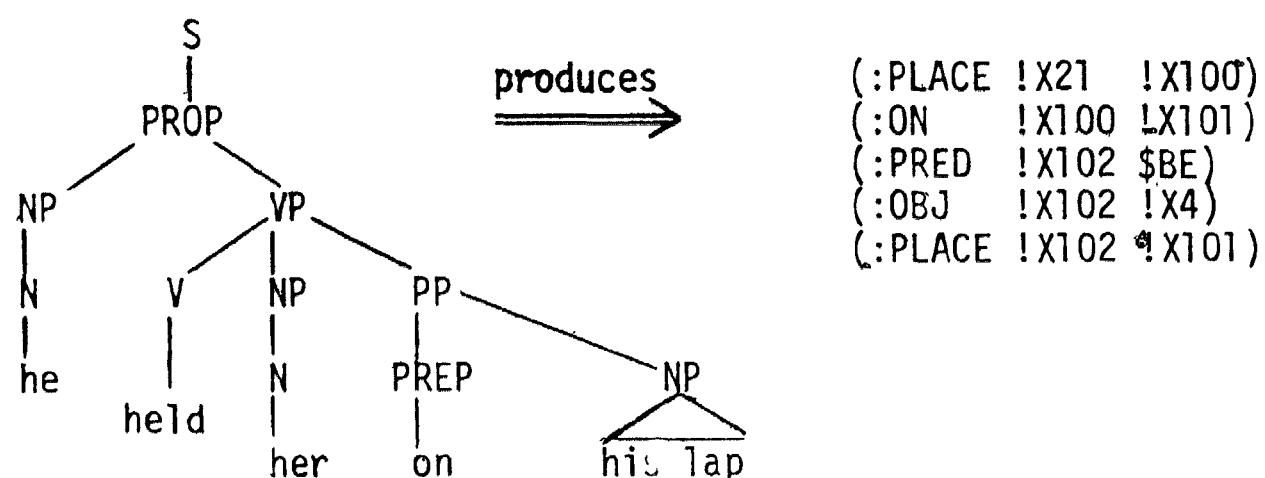 S
produces
(:PLACE !X21 !X100)
PROP
(:ON !X100 !X101)
(:PRED !X102 $BE)
NP VP
(:OBJ !X102 !X4)
(:PLACE !X102 !X101)
N V NP PP
he held N PREP NP
her on his lap